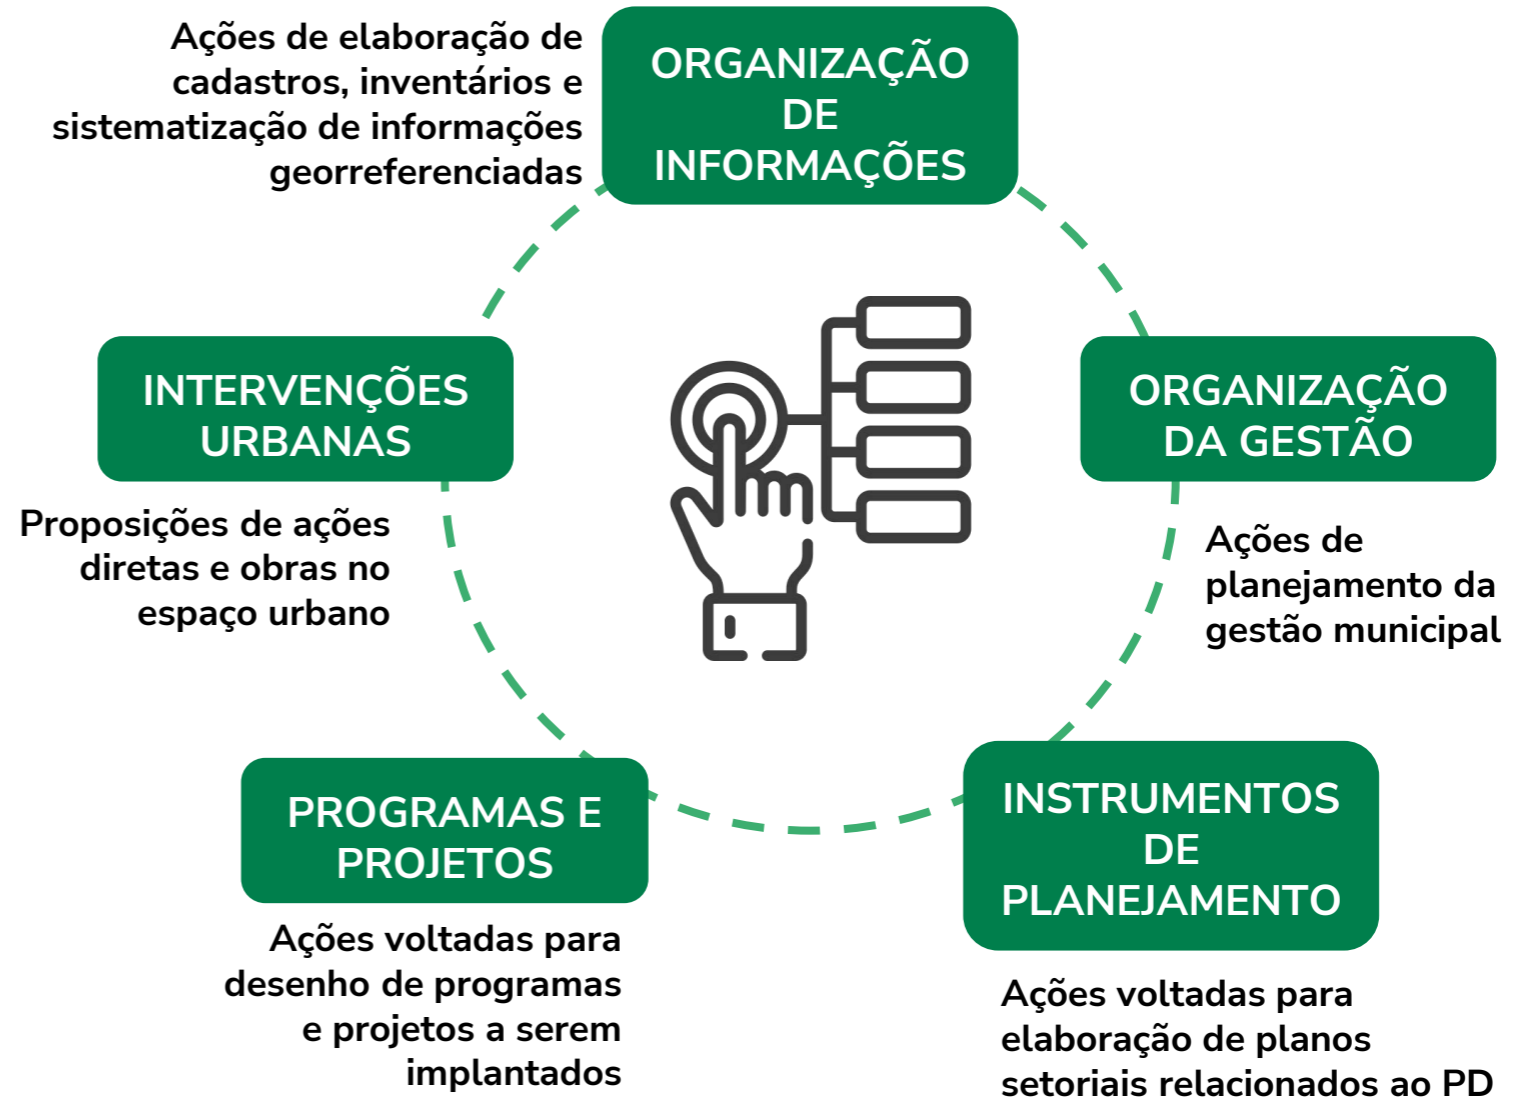 Ações de elaboração de
cadastros, inventários e
sistematização de informações
georreferenciadas
ORGANIZAÇÃO
DE
INFORMAÇÕES
INTERVENÇÕES
URBANAS
Proposições de ações
diretas e obras no
espaço urbano
ORGANIZAÇÃO
DA GESTÃO
Ações de
planejamento da
gestão municipal
PROGRAMAS E
PROJETOS
Ações voltadas para
desenho de programas
e projetos a serem
implantados
INSTRUMENTOS
DE
PLANEJAMENTO
Ações voltadas para
elaboração de planos
setoriais relacionados ao PD